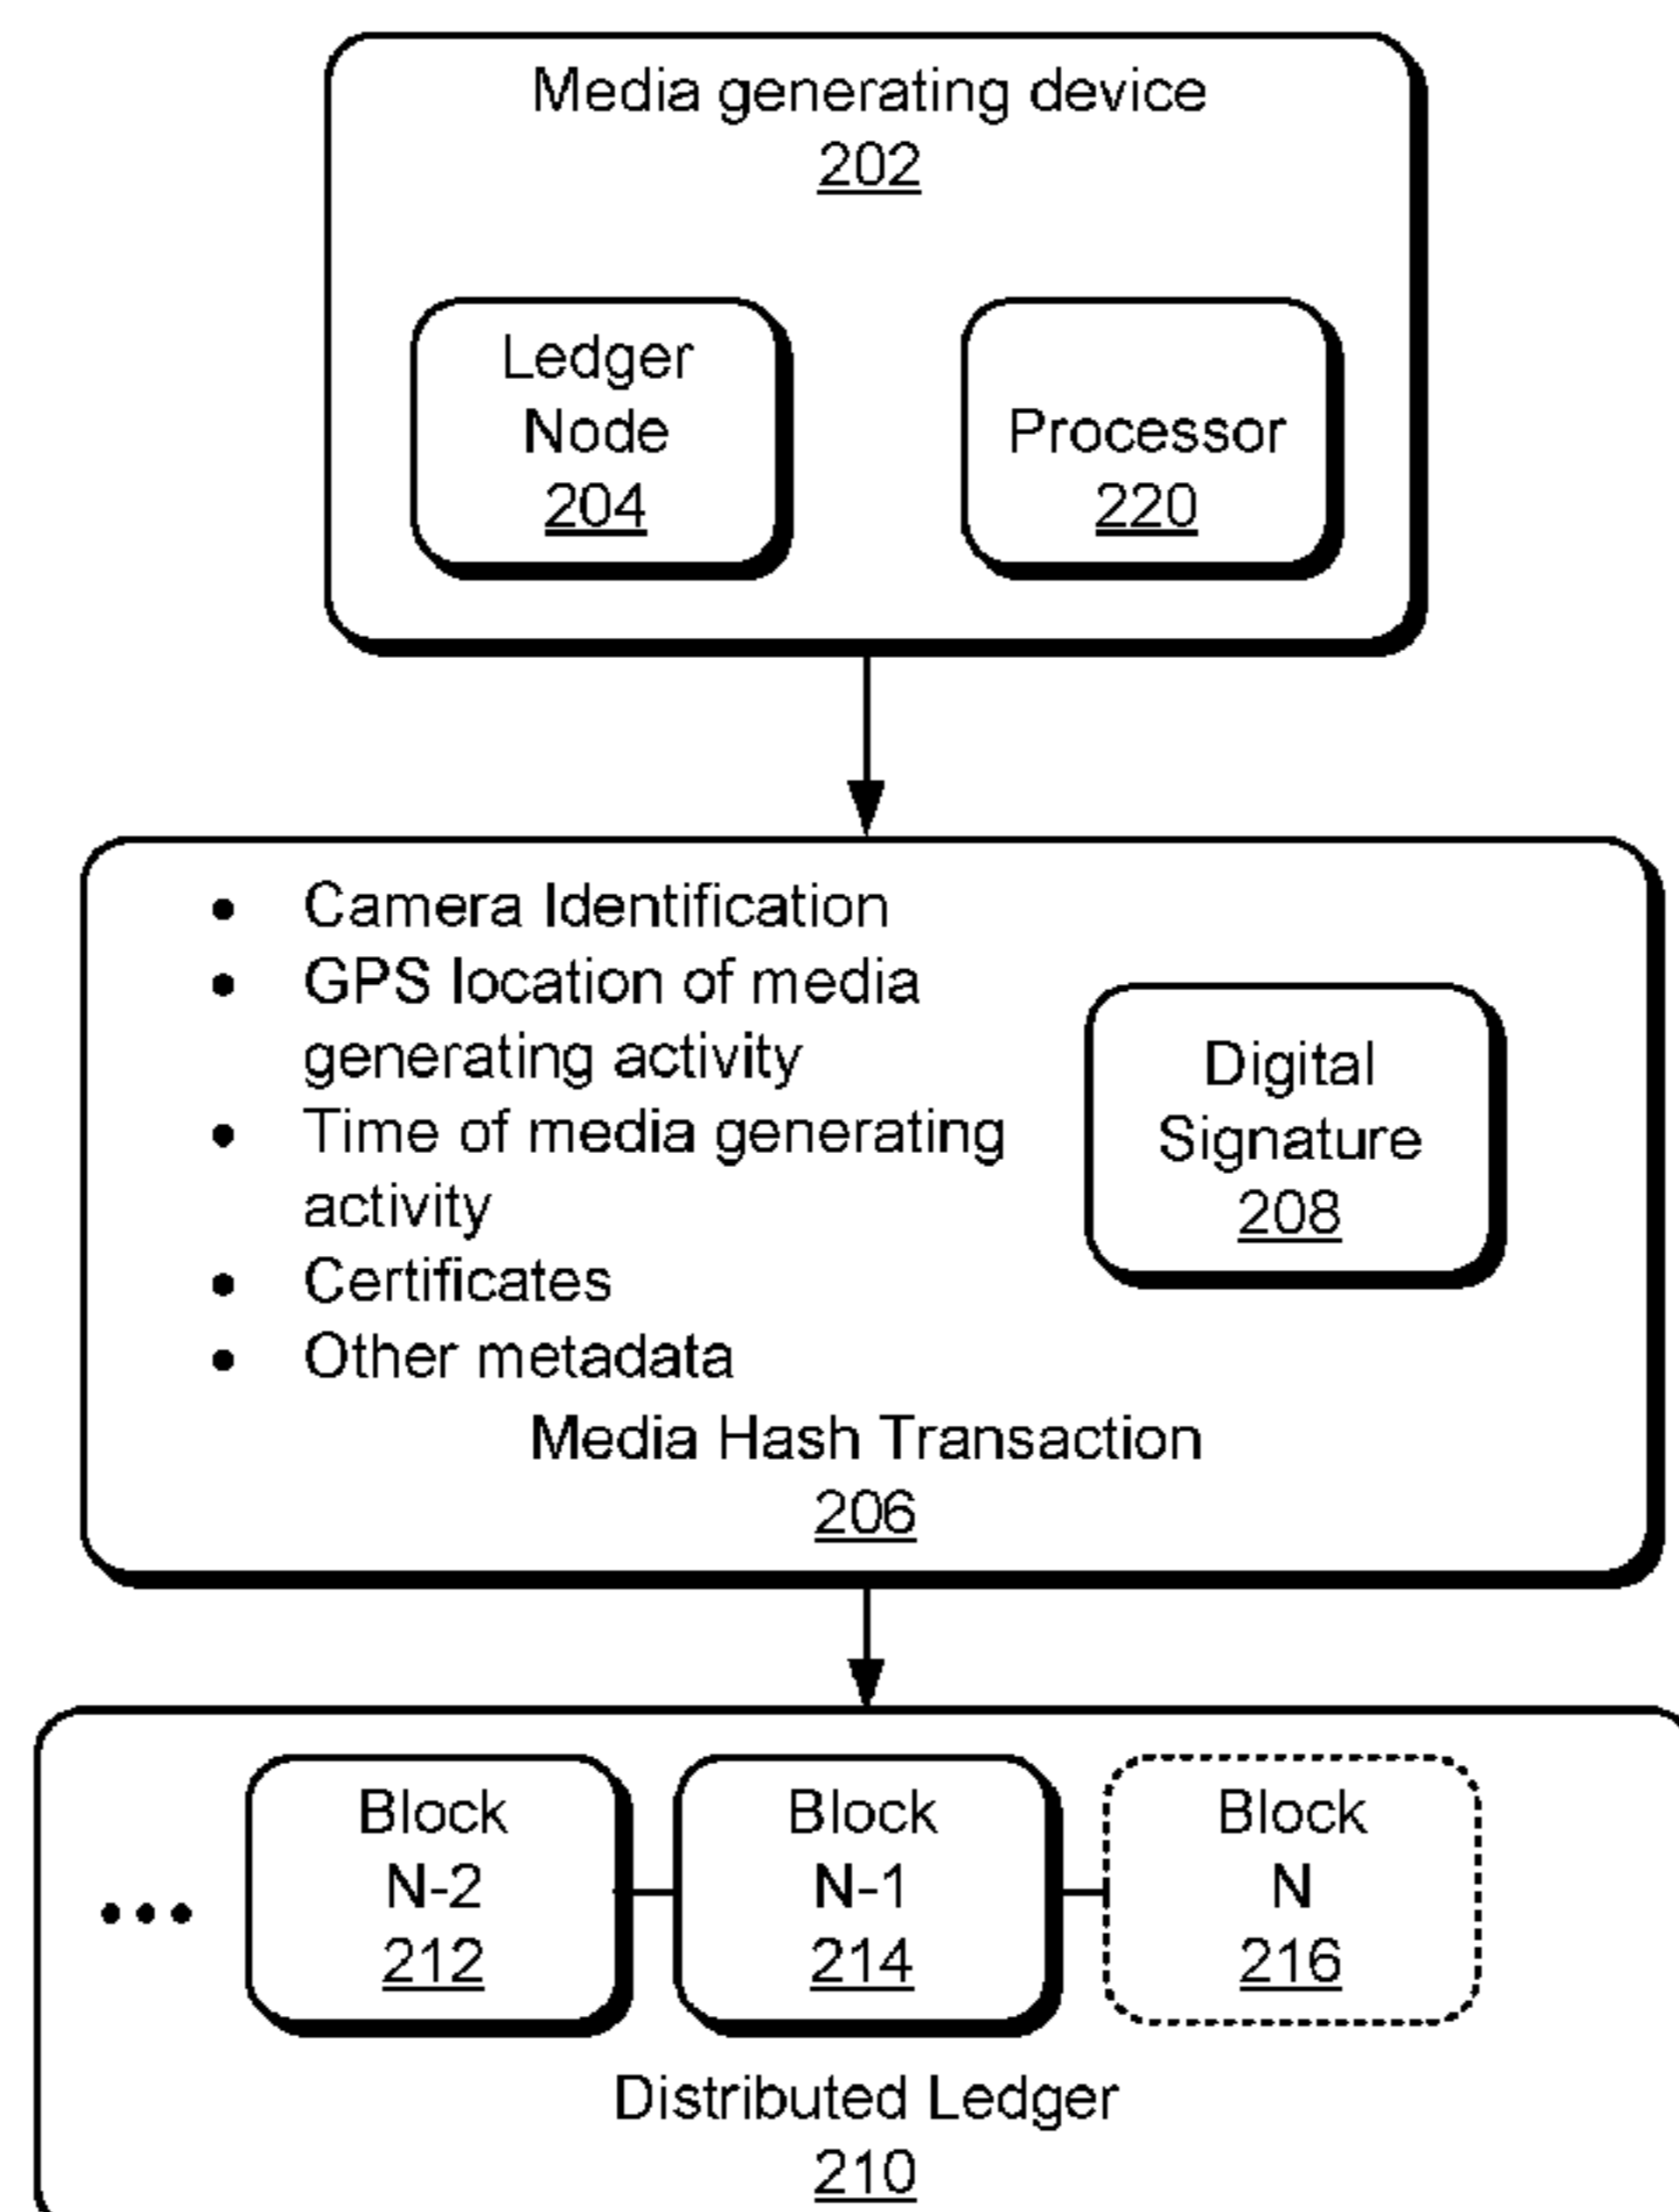 Media generating device
202
Ledger
Node
204
Processor
220
• Camera Identification
• GPS location of media
generating activity
• Time of media generating
activity
• Certificates
• Other metadata
Digital
Signature
208
Media Hash Transaction
206
•••
Block
N-2
212
Block
N-1
214
Block
N
216
Distributed Ledger
210